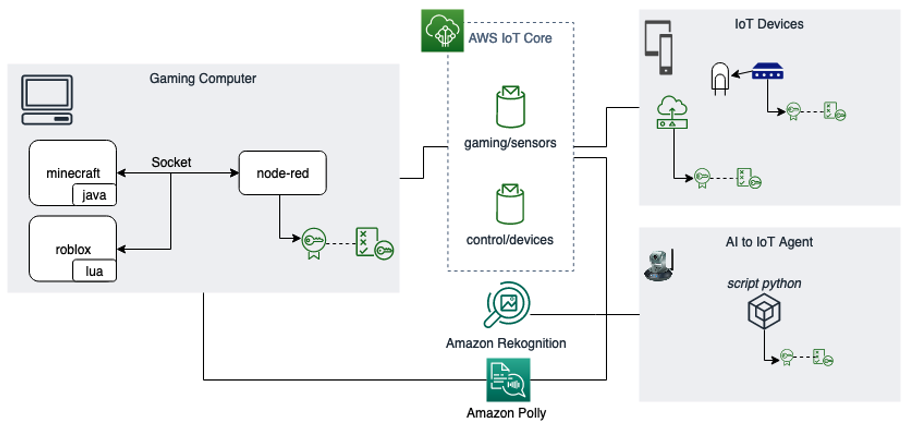 AWS IoT Core
IoT Devices
Gaming Computer
gaming/sensors
minecraft
java
Socket
node-red
roblox
lua
control/devices
AI to IoT Agent
script python
Amazon Rekognition
Amazon Polly